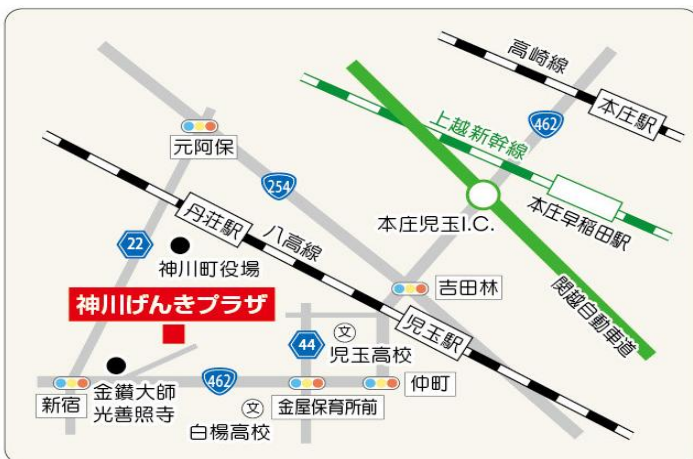 高崎線
本庄駅
462
上越新幹線
元阿保
254
本庄早稲田駅
丹荘駅
八高線
本庄児玉I.C.
22
神川町役場
吉田林
関越自動車道
神川げんきプラザ
児玉駅
44
文
児玉高校
462
新宿
金鑚大師
光善照寺
文
白楊高校
金屋保育所前
仲町